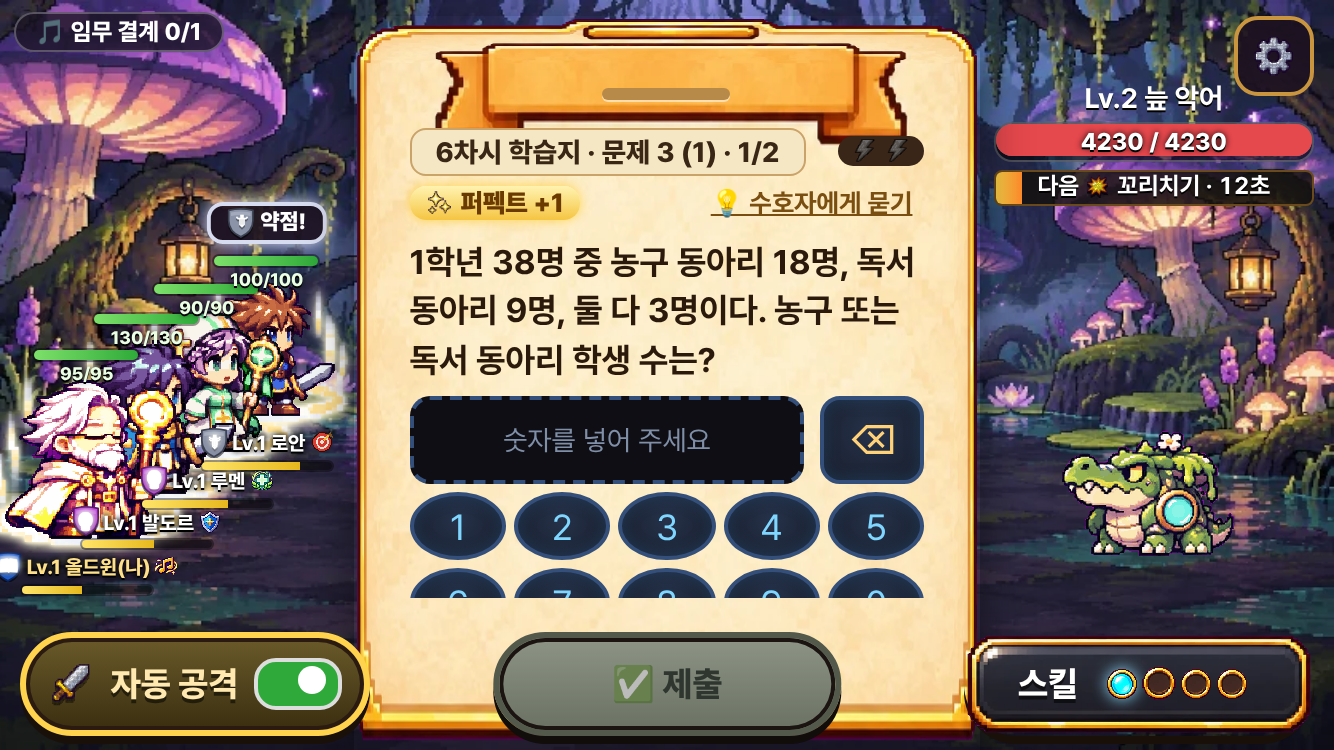 임무 결계 0/1
Lv.2 늪 악어
4230 / 4230
다음 꼬리치기 · 12초
6차시 학습지 · 문제 3 (1) · 1/2
퍼펙트 +1
수호자에게 묻기
1학년 38명 중 농구 동아리 18명, 독서
동아리 9명, 둘 다 3명이다. 농구 또는
독서 동아리 학생 수는?
숫자를 넣어 주세요
1 2 3 4 5
약점!
100/100
90/90
130/130
95/95
Lv.1 로안
Lv.1 루멘
Lv.1 발도르
Lv.1 올드윈(나)
자동 공격
제출
스킬